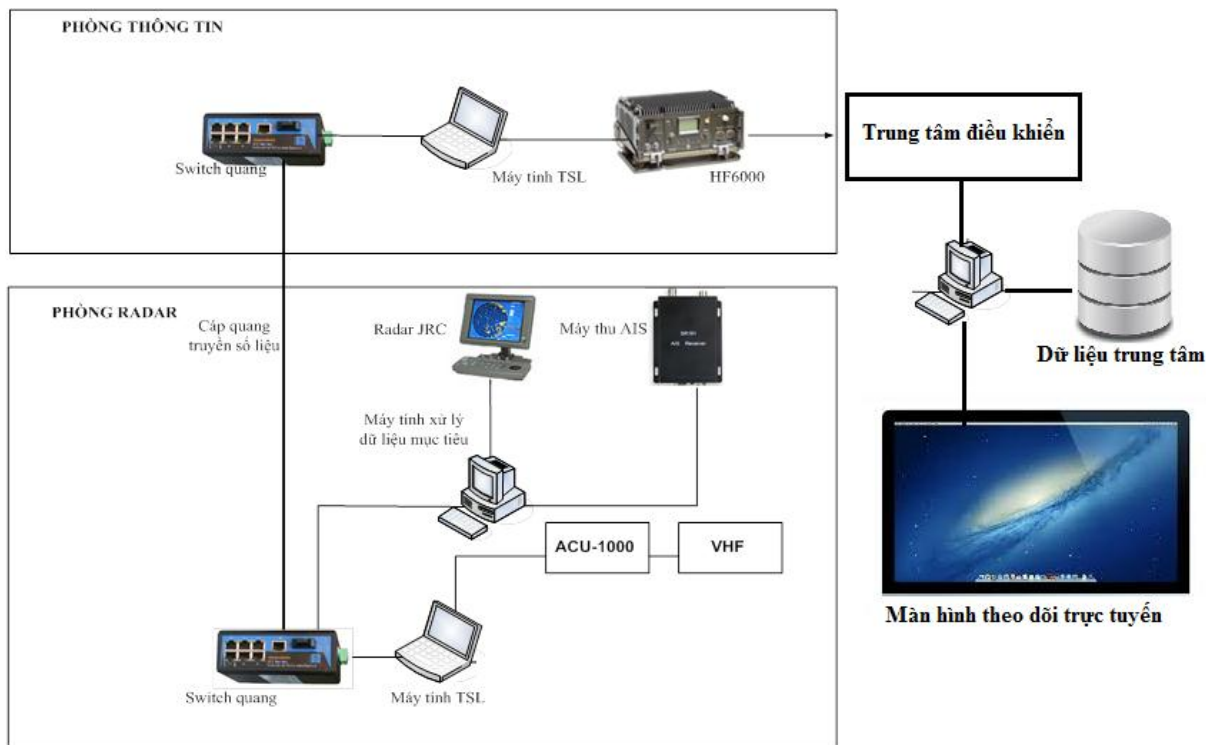 PHÒNG THÔNG TIN
Switch quang
Máy tính TSL
HF6000
Trung tâm điều khiển
Dữ liệu trung tâm
Màn hình theo dõi trực tuyến
PHÒNG RADAR
Cáp quang
truyền số liệu
Radar JRC
Máy thu AIS
AIS Receiver
Máy tính xử lý
dữ liệu mục tiêu
ACU-1000
VHF
Switch quang
Máy tính TSL